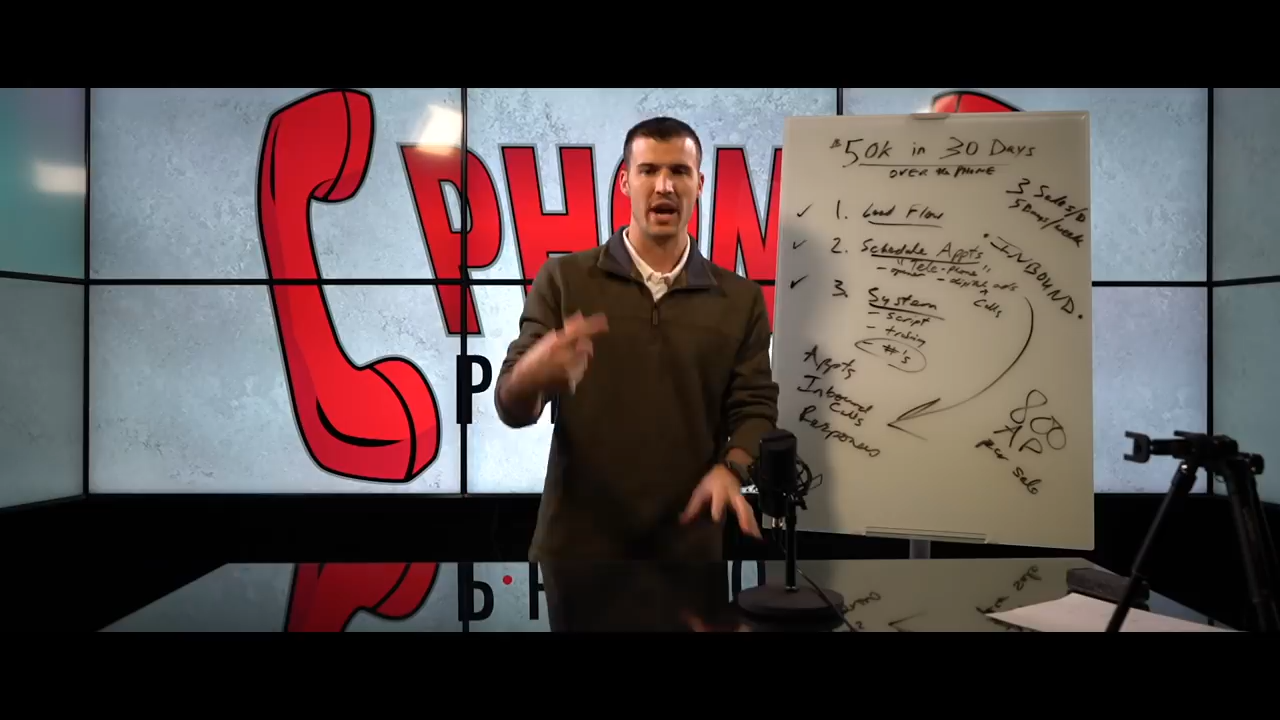 PHON
P
$50k in 30 Days
OVER the PHONE
3 Sales/D
5 Days/week
✓ 1. Lead Flow
✓ 2. Schedule Appts
"Tele-phone"
- digital ads
Calls
• INBOUND •
✓ 3. System
- script
- training
- #'s
Appts
Inbound
Calls
Responses
800
AP
per sale